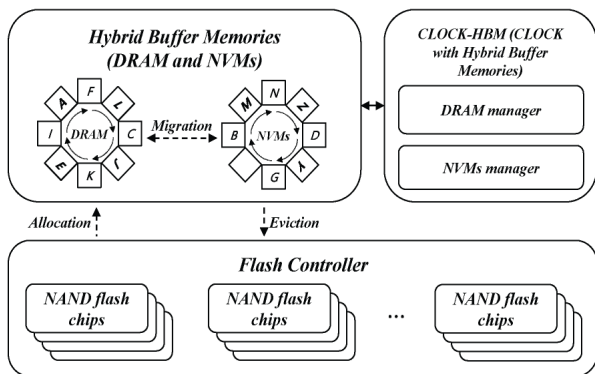 Hybrid Buffer Memories
(DRAM and NVMs)
A
F
L
I
DRAM
C
E
K
J
Migration
M
N
Z
B
NVMs
D
G
Y
CLOCK-HBM (CLOCK
with Hybrid Buffer
Memories)
DRAM manager
NVMs manager
Allocation
Eviction
Flash Controller
NAND flash
chips
NAND flash
chips
...
NAND flash
chips